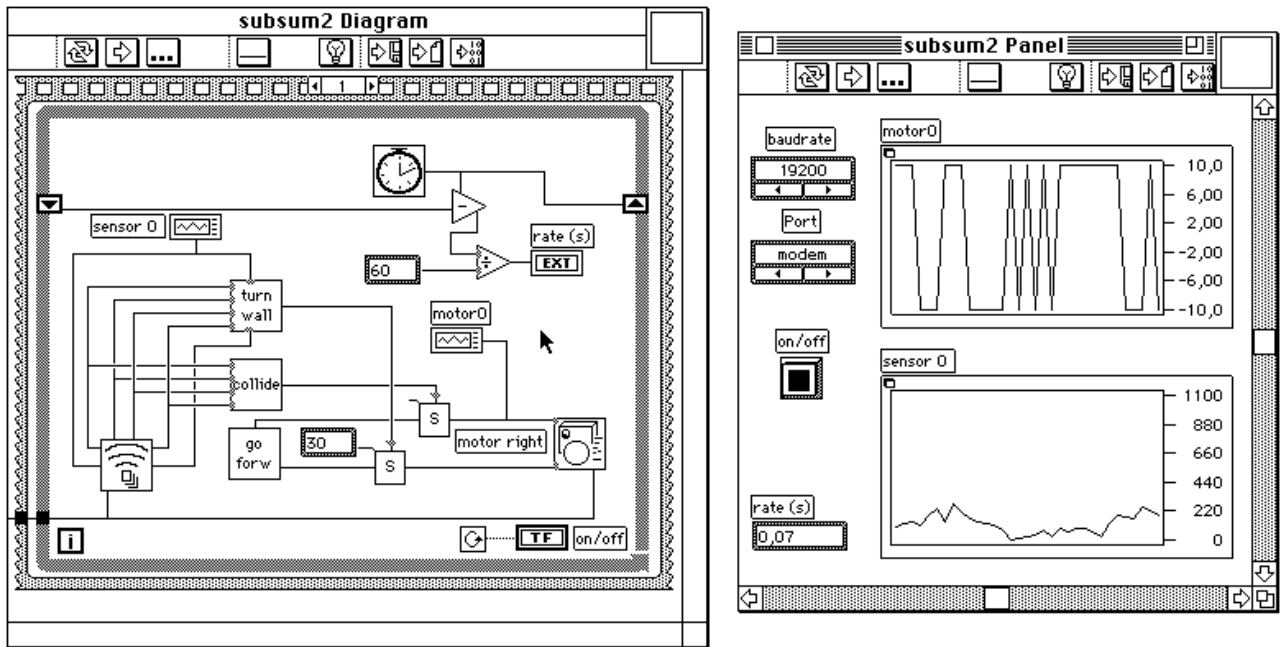 subsum2 Diagram
...
1
sensor 0
60
rate (s)
EXT
turn
wall
motor0
collide
S
go
forw
30
S
motor right
i
TF
on/off
subsum2 Panel
...
baudrate
19200
Port
modem
on/off
rate (s)
0,07
motor0
10,0
6,00
2,00
-2,00
-6,00
-10,0
sensor 0
1100
880
660
440
220
0